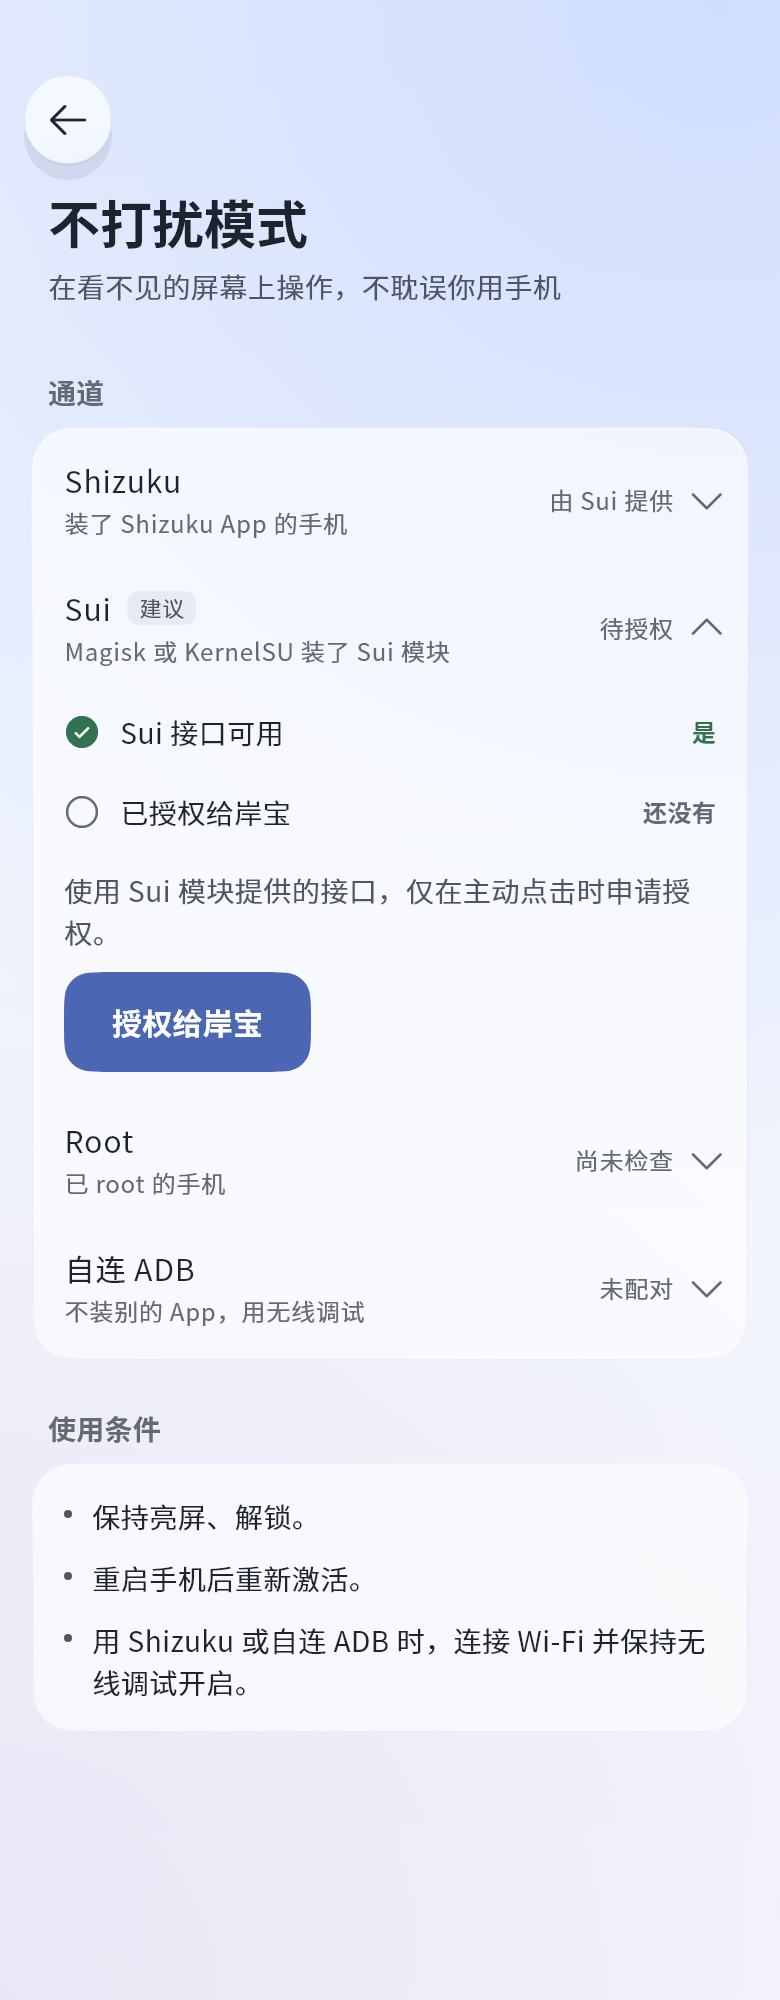 不打扰模式
在看不见的屏幕上操作，不耽误你用手机
通道
Shizuku
装了 Shizuku App 的手机
由 Sui 提供
Sui 建议
Magisk 或 KernelSU 装了 Sui 模块
待授权
Sui 接口可用 是
已授权给岸宝 还没有
使用 Sui 模块提供的接口，仅在主动点击时申请授
权。
授权给岸宝
Root
已 root 的手机
尚未检查
自连 ADB
不装别的 App，用无线调试
未配对
使用条件
• 保持亮屏、解锁。
• 重启手机后重新激活。
• 用 Shizuku 或自连 ADB 时，连接 Wi-Fi 并保持无
线调试开启。